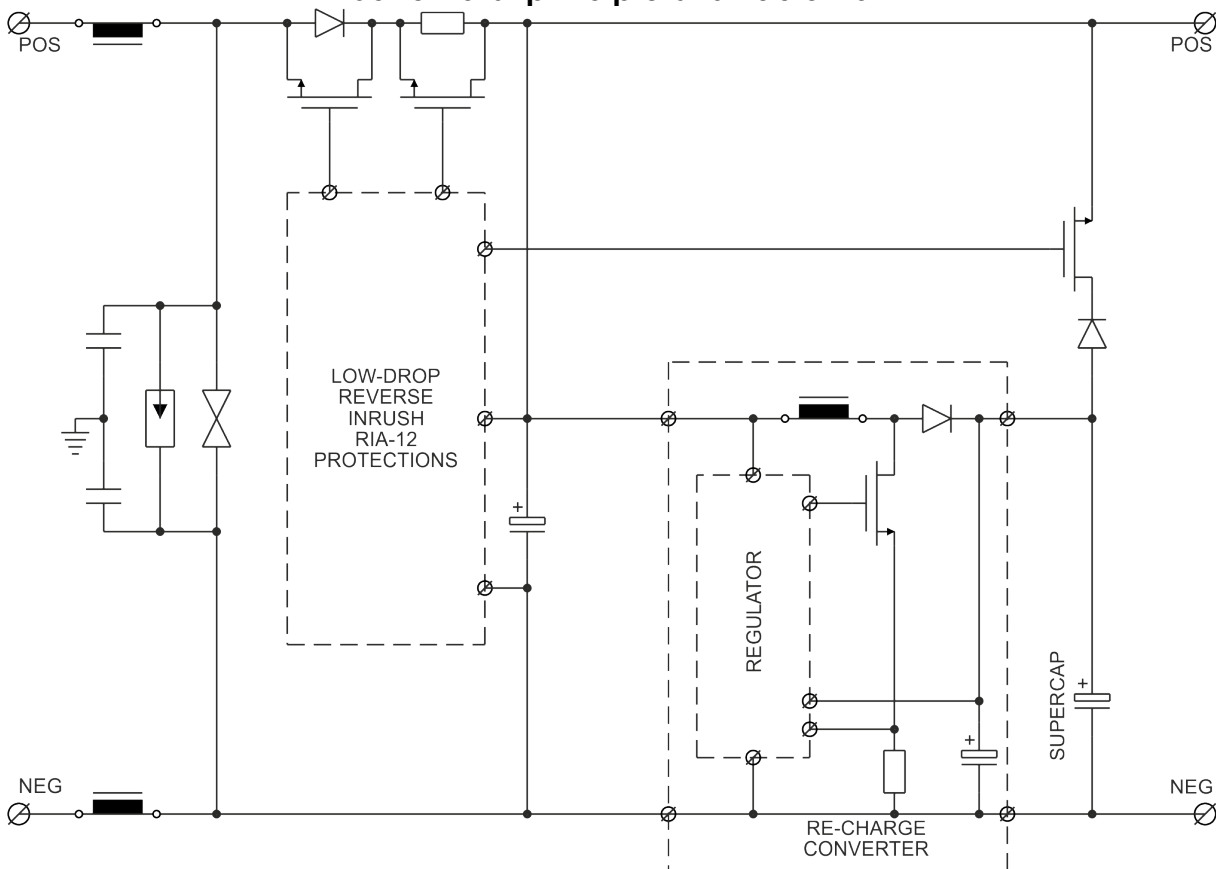 POS
POS
LOW-DROP
REVERSE
INRUSH
RIA-12
PROTECTIONS
+
REGULATOR
+
SUPERCAP
+
NEG
NEG
RE-CHARGE
CONVERTER